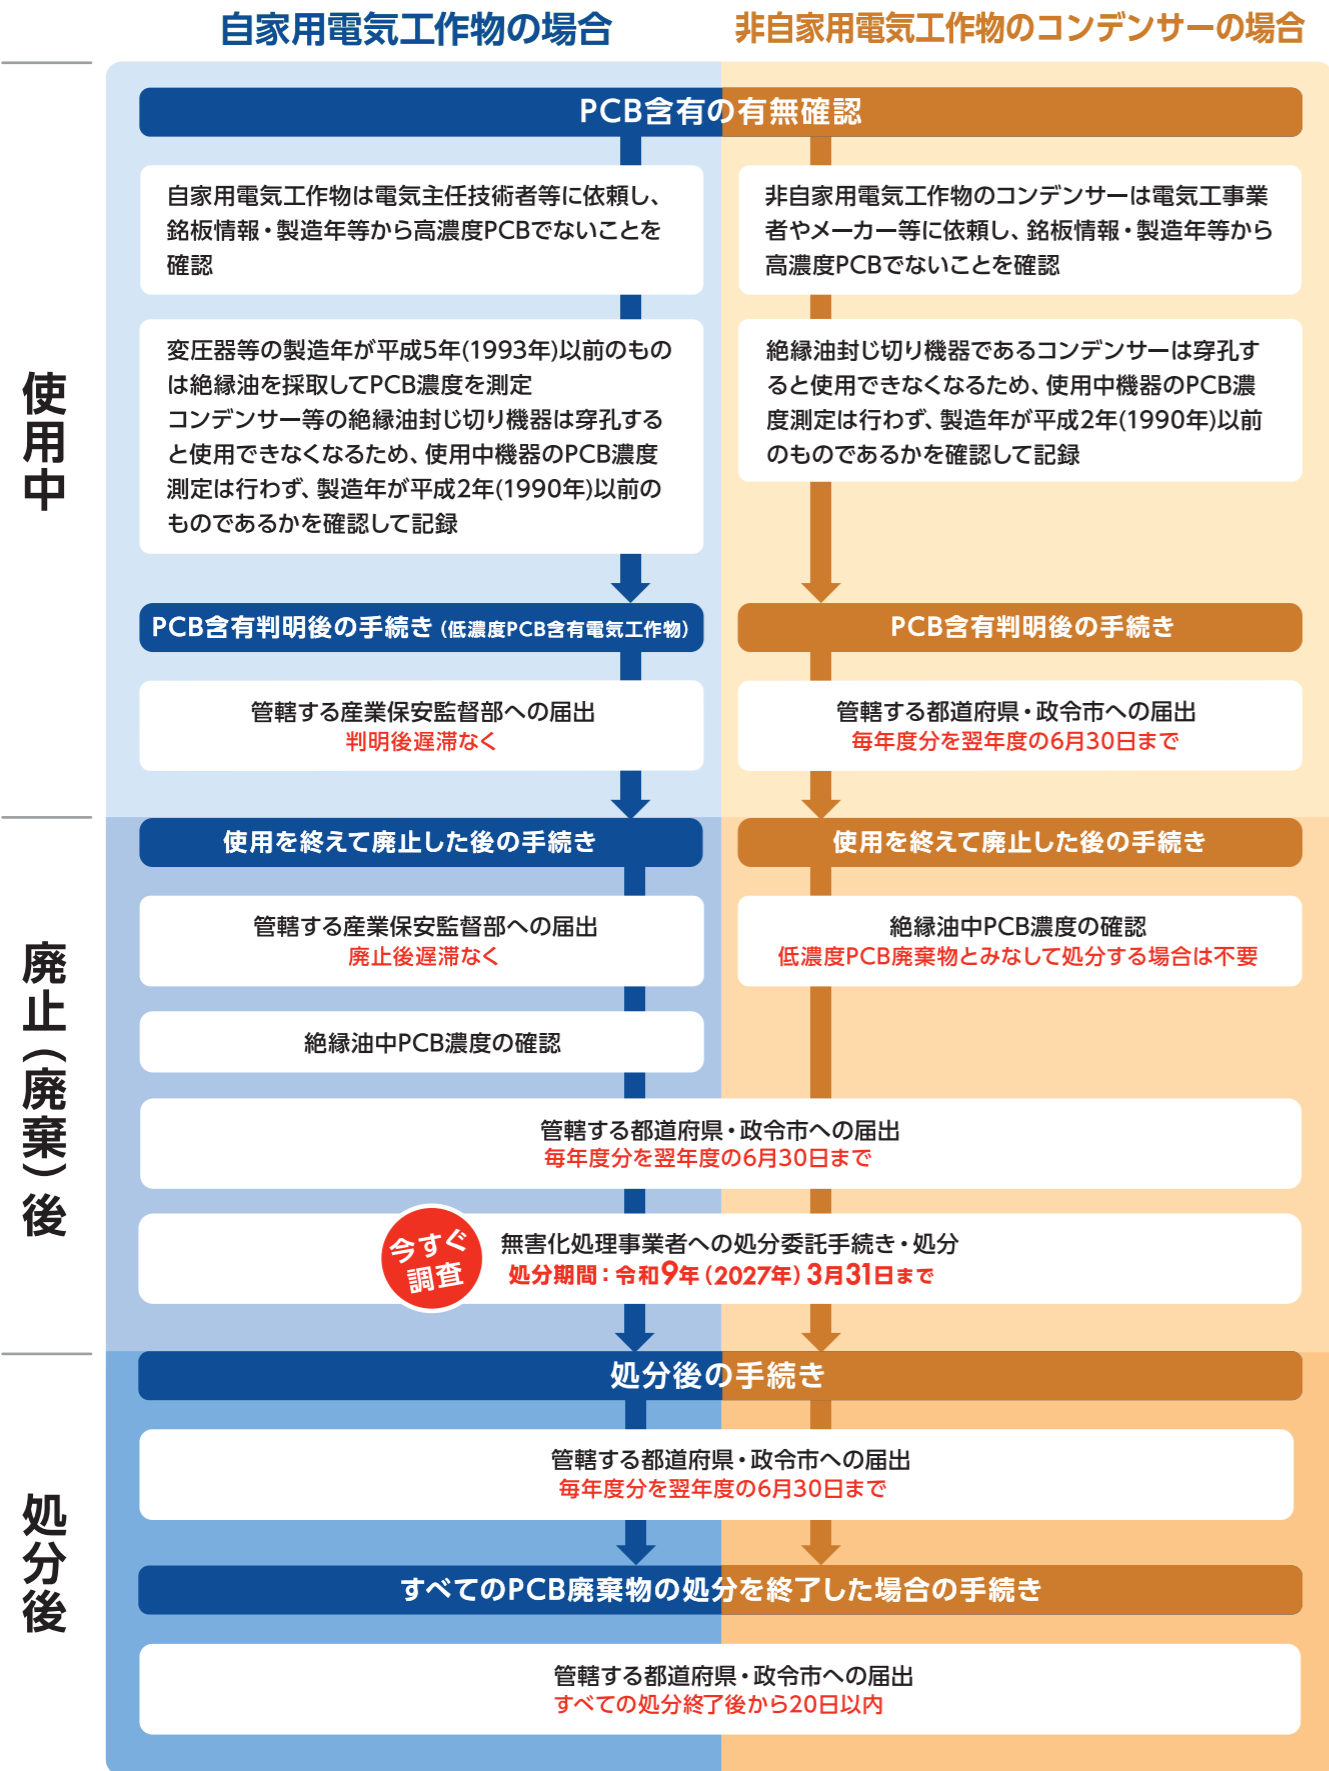 自家用電気工作物の場合
非自家用電気工作物のコンデンサーの場合
使用中
PCB含有の有無確認
自家用電気工作物は電気主任技術者等に依頼し、
銘板情報・製造年等から高濃度PCBでないことを
確認
非自家用電気工作物のコンデンサーは電気工事業
者やメーカー等に依頼し、銘板情報・製造年等から
高濃度PCBでないことを確認
変圧器等の製造年が平成5年(1993年)以前のもの
は絶縁油を採取してPCB濃度を測定
コンデンサー等の絶縁油封じ切り機器は穿孔する
と使用できなくなるため、使用中機器のPCB濃度
測定は行わず、製造年が平成2年(1990年)以前の
ものであるかを確認して記録
絶縁油封じ切り機器であるコンデンサーは穿孔す
ると使用できなくなるため、使用中機器のPCB濃
度測定は行わず、製造年が平成2年(1990年)以前
のものであるかを確認して記録
PCB含有判明後の手続き（低濃度PCB含有電気工作物）
PCB含有判明後の手続き
管轄する産業保安監督部への届出
判明後遅滞なく
管轄する都道府県・政令市への届出
毎年度分を翌年度の6月30日まで
廃止（廃棄）後
使用を終えて廃止した後の手続き
使用を終えて廃止した後の手続き
管轄する産業保安監督部への届出
廃止後遅滞なく
絶縁油中PCB濃度の確認
低濃度PCB廃棄物とみなして処分する場合は不要
絶縁油中PCB濃度の確認
管轄する都道府県・政令市への届出
毎年度分を翌年度の6月30日まで
今すぐ
調査
無害化処理事業者への処分委託手続き・処分
処分期間：令和9年（2027年）3月31日まで
処分後
処分後の手続き
管轄する都道府県・政令市への届出
毎年度分を翌年度の6月30日まで
すべてのPCB廃棄物の処分を終了した場合の手続き
管轄する都道府県・政令市への届出
すべての処分終了後から20日以内